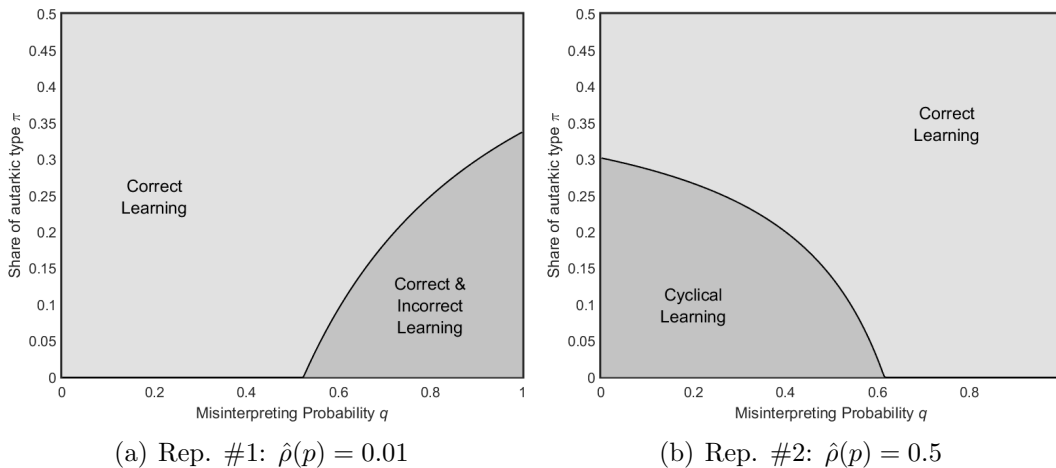 0.5
0.45
0.4
0.35
0.3
0.25
0.2
0.15
0.1
0.05
0
Share of autarkic type π
Correct
Learning
Correct &
Incorrect
Learning
0 0.2 0.4 0.6 0.8 1
Misinterpreting Probability q
(a) Rep. #1: ρ̂(p) = 0.01
0.5
0.45
0.4
0.35
0.3
0.25
0.2
0.15
0.1
0.05
0
Share of autarkic type π
Correct
Learning
Cyclical
Learning
0 0.2 0.4 0.6 0.8
Misinterpreting Probability q
(b) Rep. #2: ρ̂(p) = 0.5